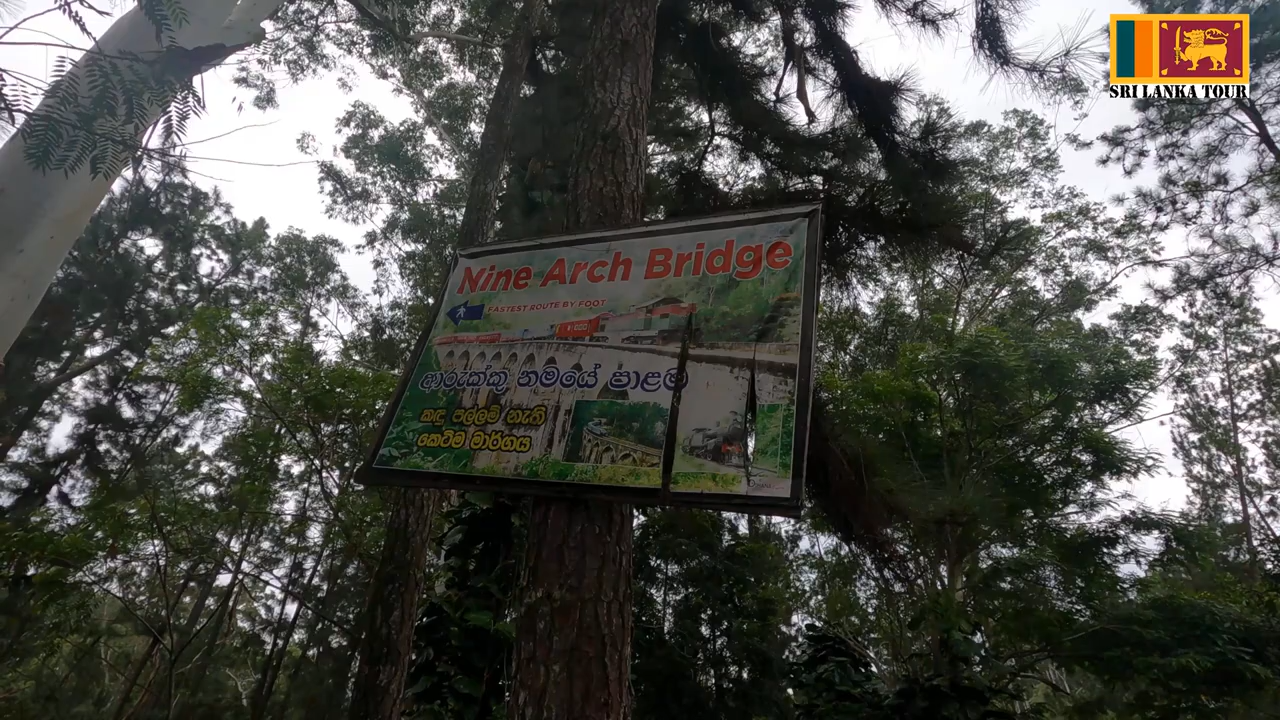 SRI LANKA TOUR
Nine Arch Bridge
FASTEST ROUTE BY FOOT
ආරුක්කු නමයේ පාලම
කඳු පල්ලම් නැති
කෙටිම මාර්ගය